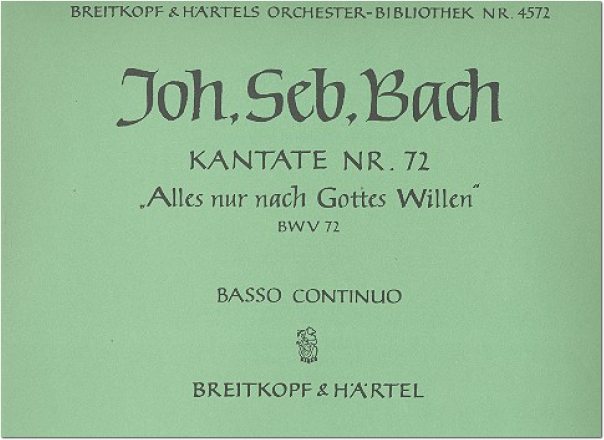 BREITKOPF & HÄRTELS ORCHESTER-BIBLIOTHEK NR. 4572
Joh. Seb. Bach
KANTATE NR. 72
„Alles nur nach Gottes Willen“
BWV 72
BASSO CONTINUO
BREITKOPF & HÄRTEL